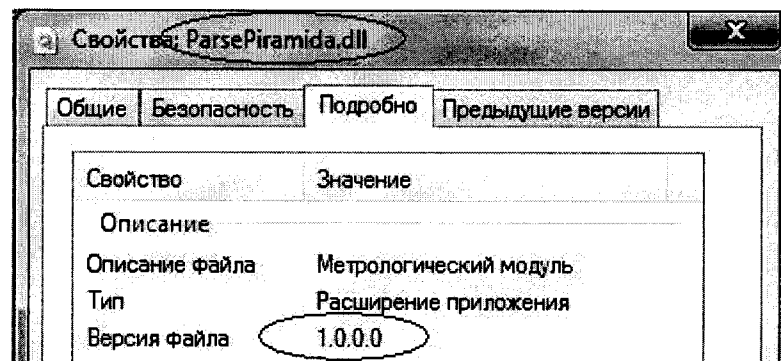 Свойства: ParsePiramida.dll
Общие Безопасность Подробно Предыдущие версии
Свойство Значение
Описание
Описание файла Метрологический модуль
Тип Расширение приложения
Версия файла 1.0.0.0